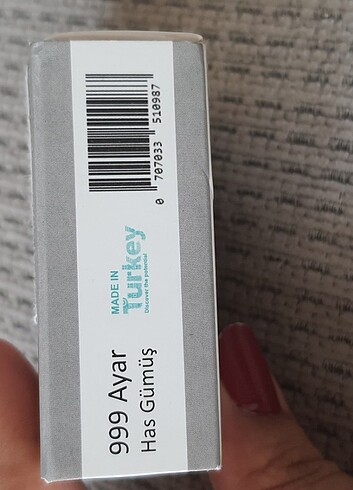 999 Ayar
Has Gümüş
MADE IN
Turkey
Discover the potential
0 707033 510987